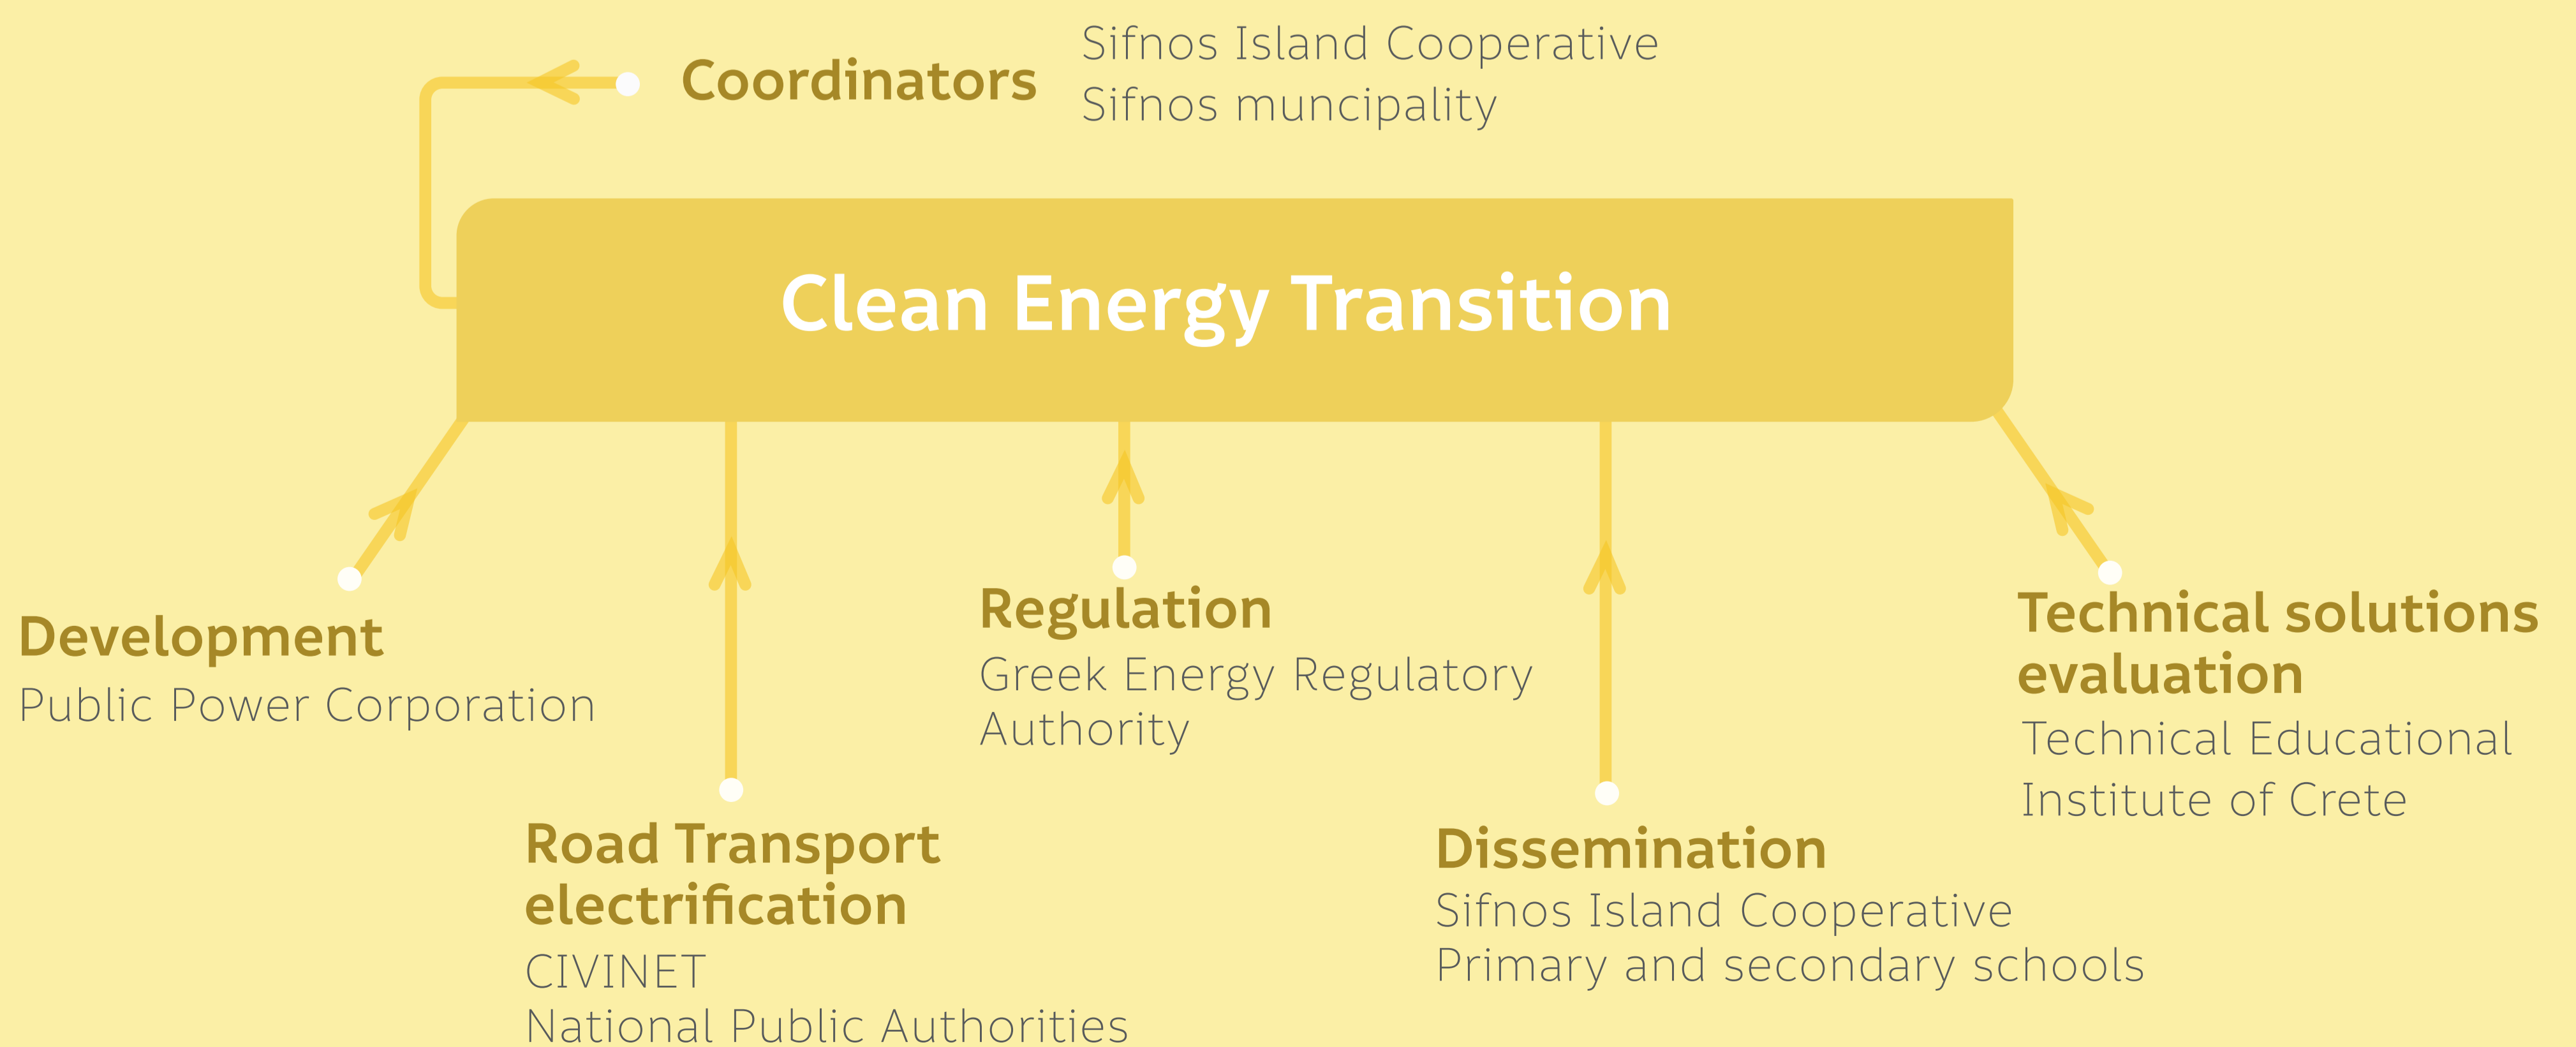 Coordinators
Sifnos Island Cooperative
Sifnos muncipality
Clean Energy Transition
Development
Public Power Corporation
Road Transport
electrification
CIVINET
National Public Authorities
Regulation
Greek Energy Regulatory
Authority
Dissemination
Sifnos Island Cooperative
Primary and secondary schools
Technical solutions
evaluation
Technical Educational
Institute of Crete